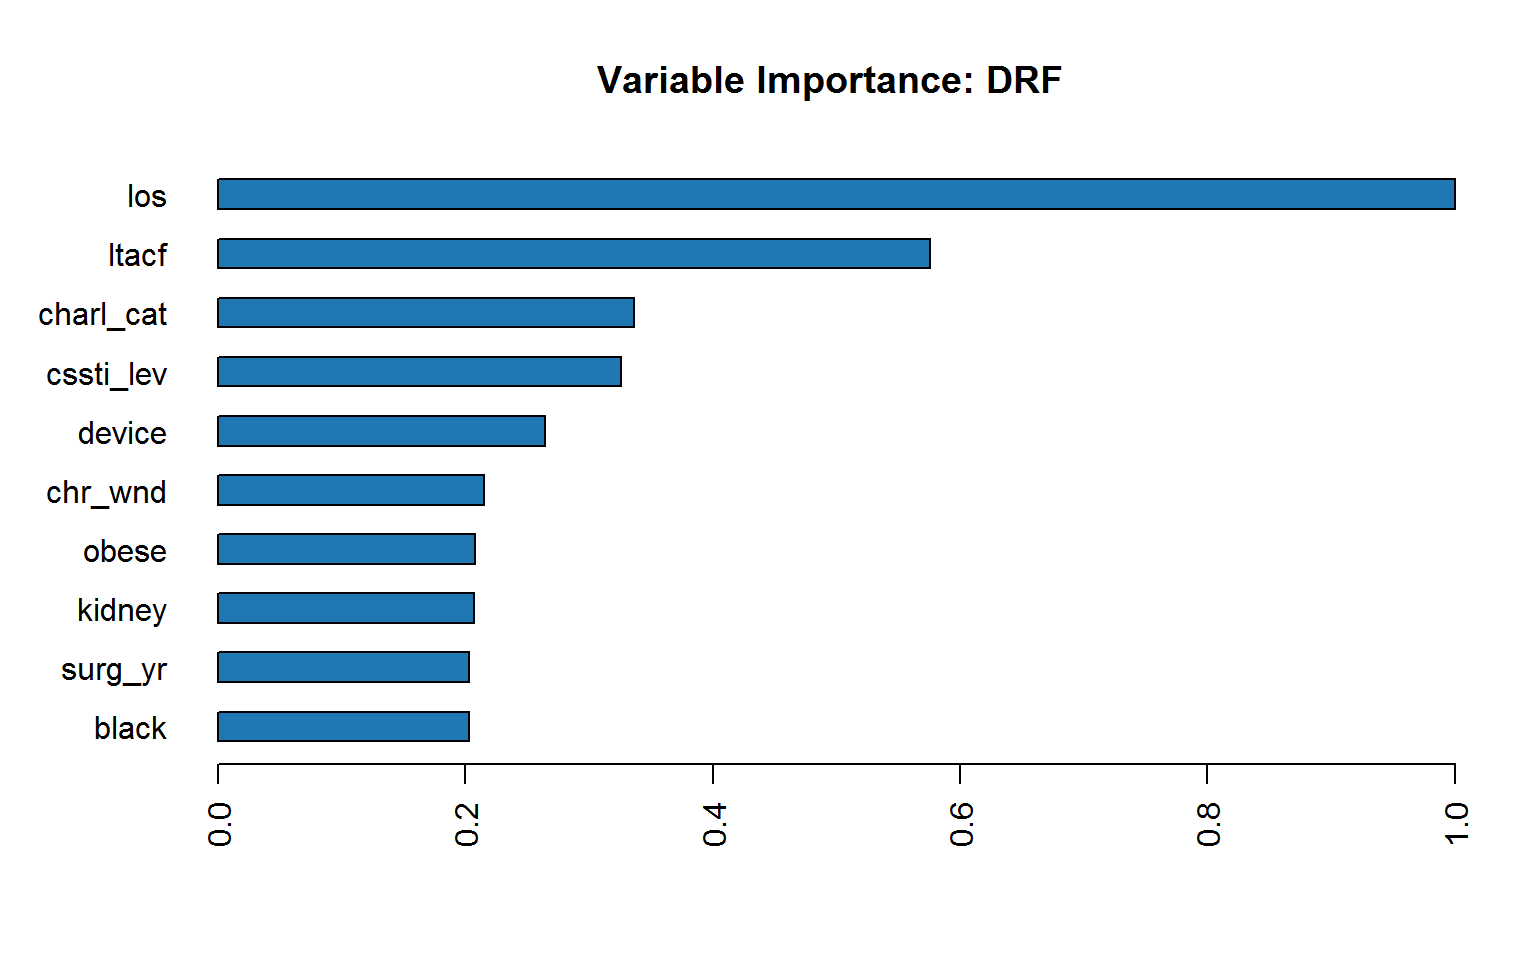 Variable Importance: DRF
los
ltacf
charl_cat
cssti_lev
device
chr_wnd
obese
kidney
surg_yr
black
0.0 0.2 0.4 0.6 0.8 1.0